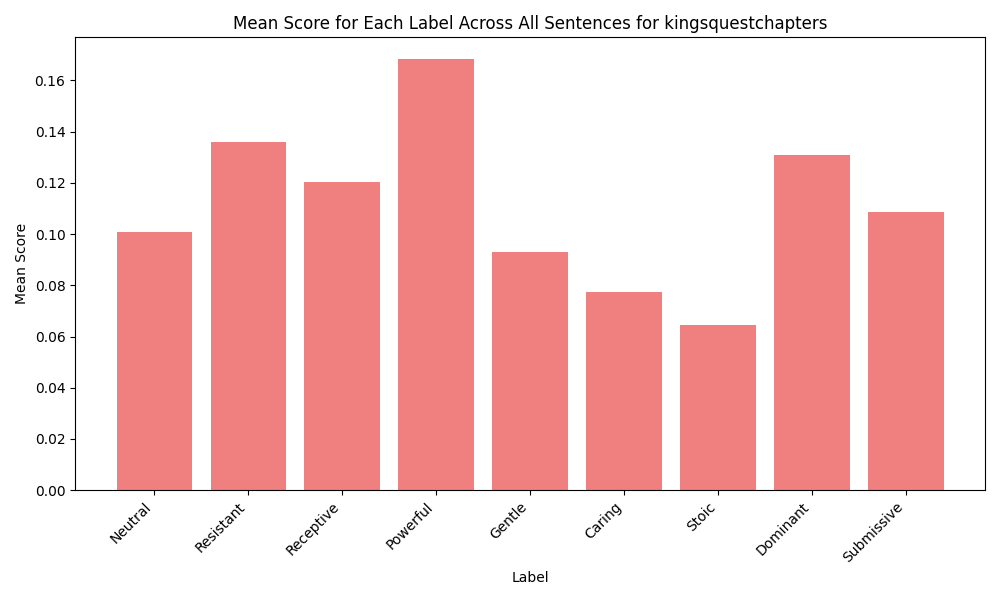 Mean Score for Each Label Across All Sentences for kingsquestchapters
Mean Score
0.16
0.14
0.12
0.10
0.08
0.06
0.04
0.02
0.00
Neutral
Resistant
Receptive
Powerful
Gentle
Caring
Stoic
Dominant
Submissive
Label